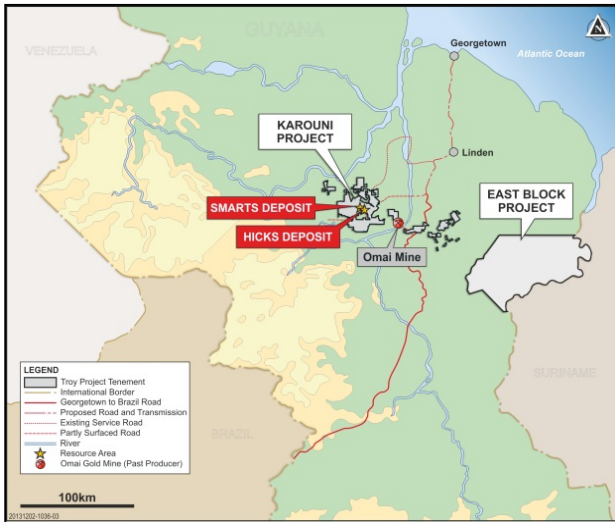 GUYANA
VENEZUELA
N
Georgetown
Atlantic Ocean
KAROUNI
PROJECT
Linden
SMARTS DEPOSIT
HICKS DEPOSIT
EAST BLOCK
PROJECT
Omai Mine
SURINAME
BRAZIL
LEGEND
Troy Project Tenement
International Border
Georgetown to Brazil Road
Proposed Road and Transmission
Existing Service Road
Partly Surfaced Road
River
Resource Area
Omai Gold Mine (Past Producer)
100km
20131202-1036-03